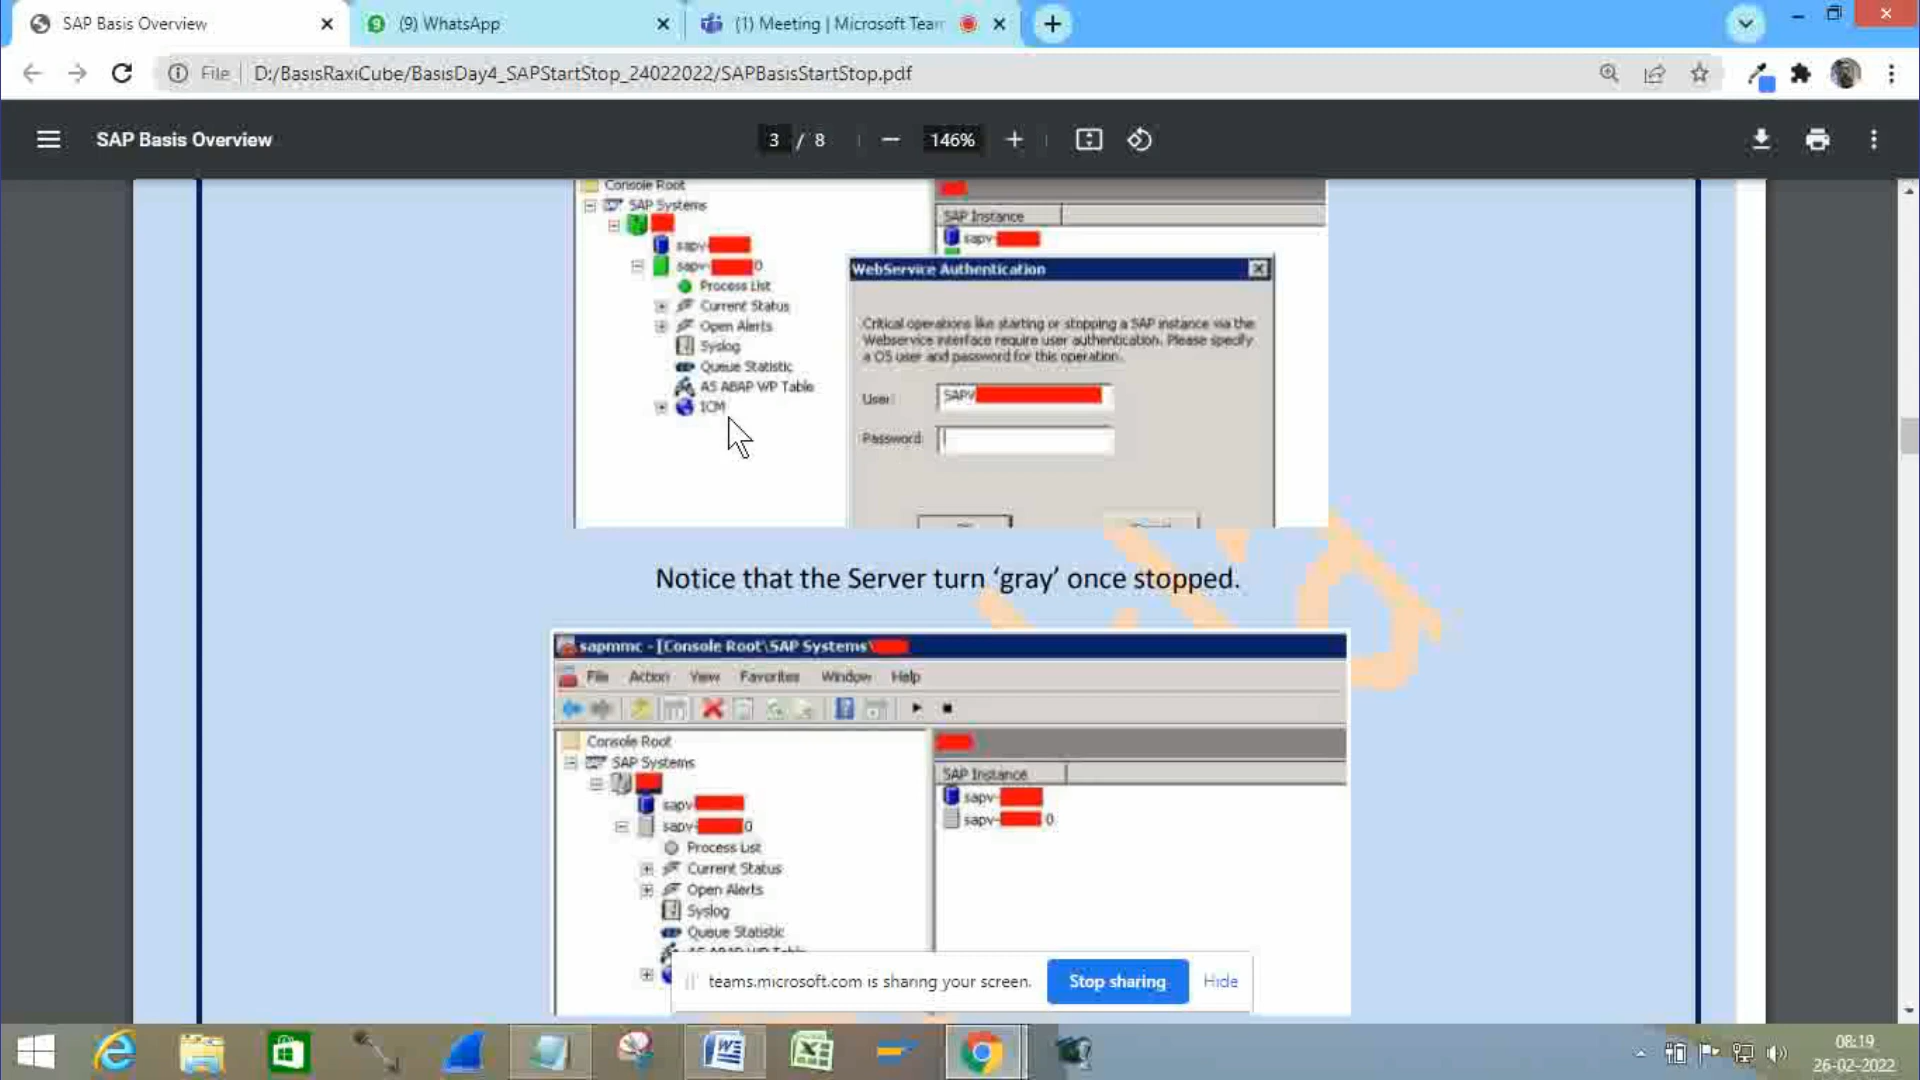 SAP Basis Overview
(9) WhatsApp
(1) Meeting | Microsoft Team
File
D:/BasisRaxiCube/BasisDay4_SAPStartStop_24022022/SAPBasisStartStop.pdf
SAP Basis Overview
3 / 8
146%
Console Root
SAP Systems
sapv-
sapv- 0
Process List
Current Status
Open Alerts
Syslog
Queue Statistic
AS ABAP WP Table
ICM
SAP Instance
sapv-
WebService Authentication
Critical operations like starting or stopping a SAP instance via the
Webservice interface require user authentication. Please specify
a OS user and password for this operation.
User:
SAPV
Password:
Notice that the Server turn ‘gray’ once stopped.
sapmmc - [Console Root\SAP Systems\
File Action View Favorites Window Help
Console Root
SAP Systems
sapv-
sapv- 0
Process List
Current Status
Open Alerts
Syslog
Queue Statistic
SAP Instance
sapv-
sapv- 0
teams.microsoft.com is sharing your screen.
Stop sharing
Hide
08:19
26-02-2022